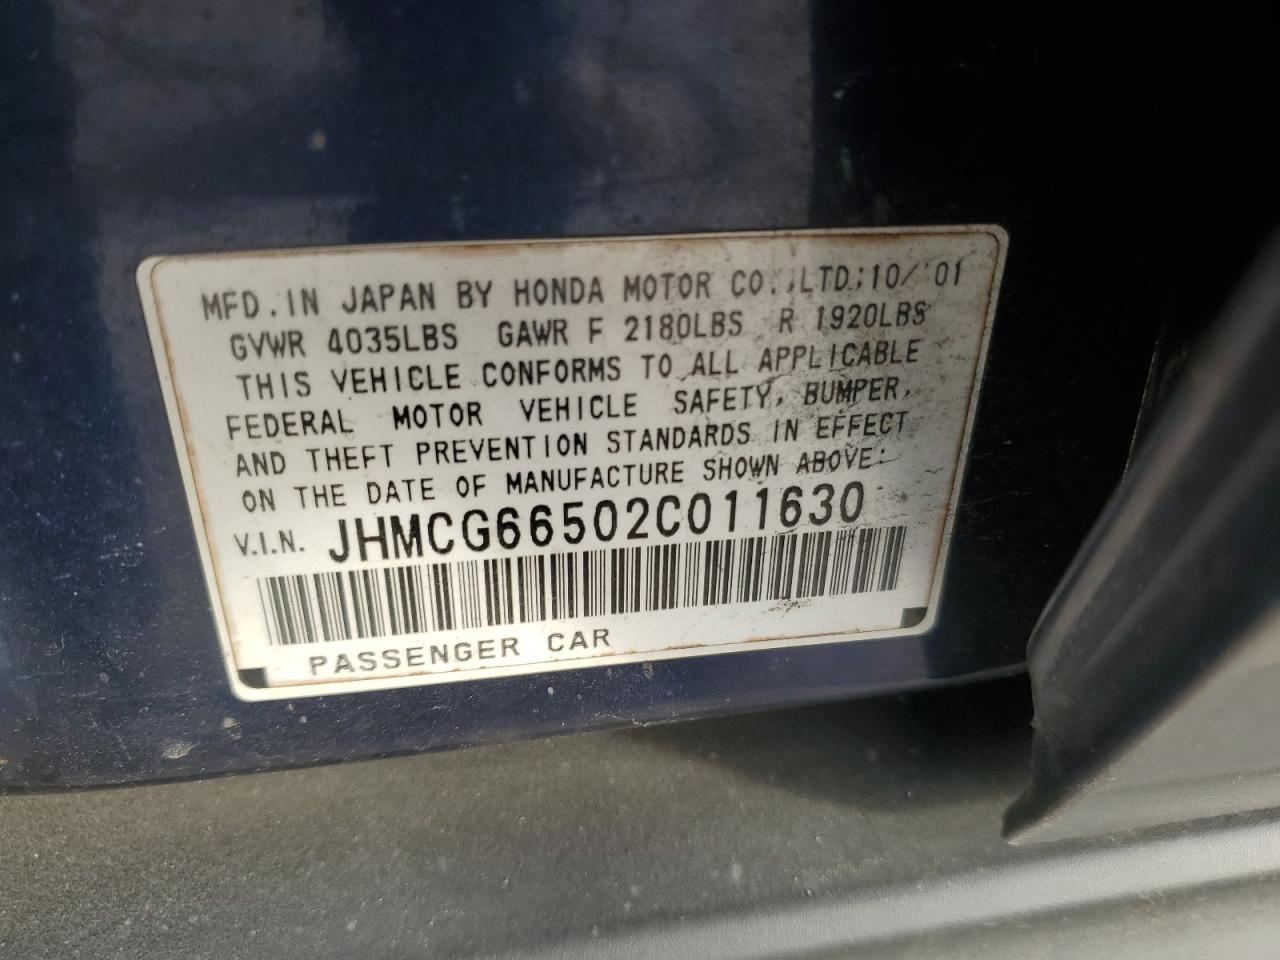 MFD. IN JAPAN BY HONDA MOTOR CO., LTD; 10/'01
GVWR 4035LBS GAWR F 2180LBS R 1920LBS
THIS VEHICLE CONFORMS TO ALL APPLICABLE
FEDERAL MOTOR VEHICLE SAFETY, BUMPER,
AND THEFT PREVENTION STANDARDS IN EFFECT
ON THE DATE OF MANUFACTURE SHOWN ABOVE:
V.I.N. JHMCG66502C011630
PASSENGER CAR